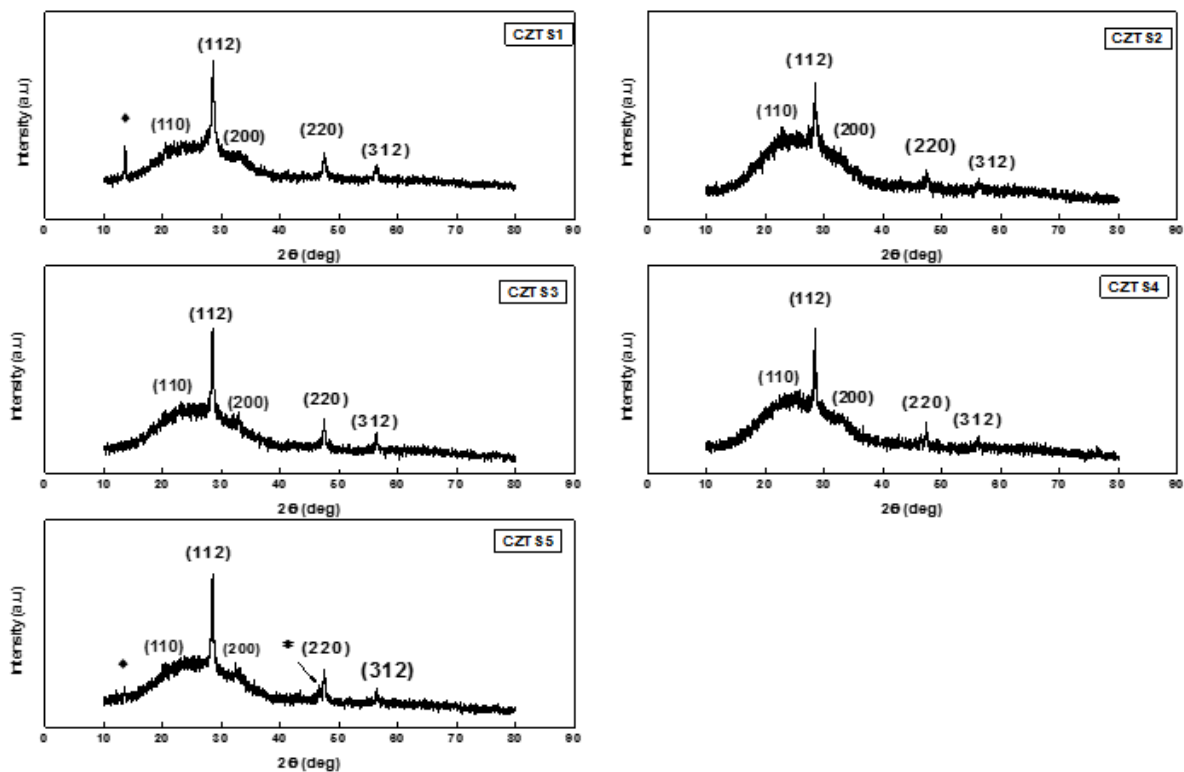 CZTS1
(112)
♦
(110)
(200)
(220)
(312)
Intensity (a.u)
0 10 20 30 40 50 60 70 80 90
2Θ (deg)
CZTS2
(112)
(110)
(200)
(220)
(312)
Intensity (a.u)
0 10 20 30 40 50 60 70 80 90
2Θ (deg)
CZTS3
(112)
(110)
(200)
(220)
(312)
Intensity (a.u)
10 20 30 40 50 60 70 80 90
2Θ (deg)
CZTS4
(112)
(110)
(200)
(220)
(312)
Intensity (a.u)
0 10 20 30 40 50 60 70 80 90
2Θ (deg)
CZTS5
(112)
♦
(110)
(200)
*
(220)
(312)
Intensity (a.u)
0 10 20 30 40 50 60 70 80 90
2Θ (deg)